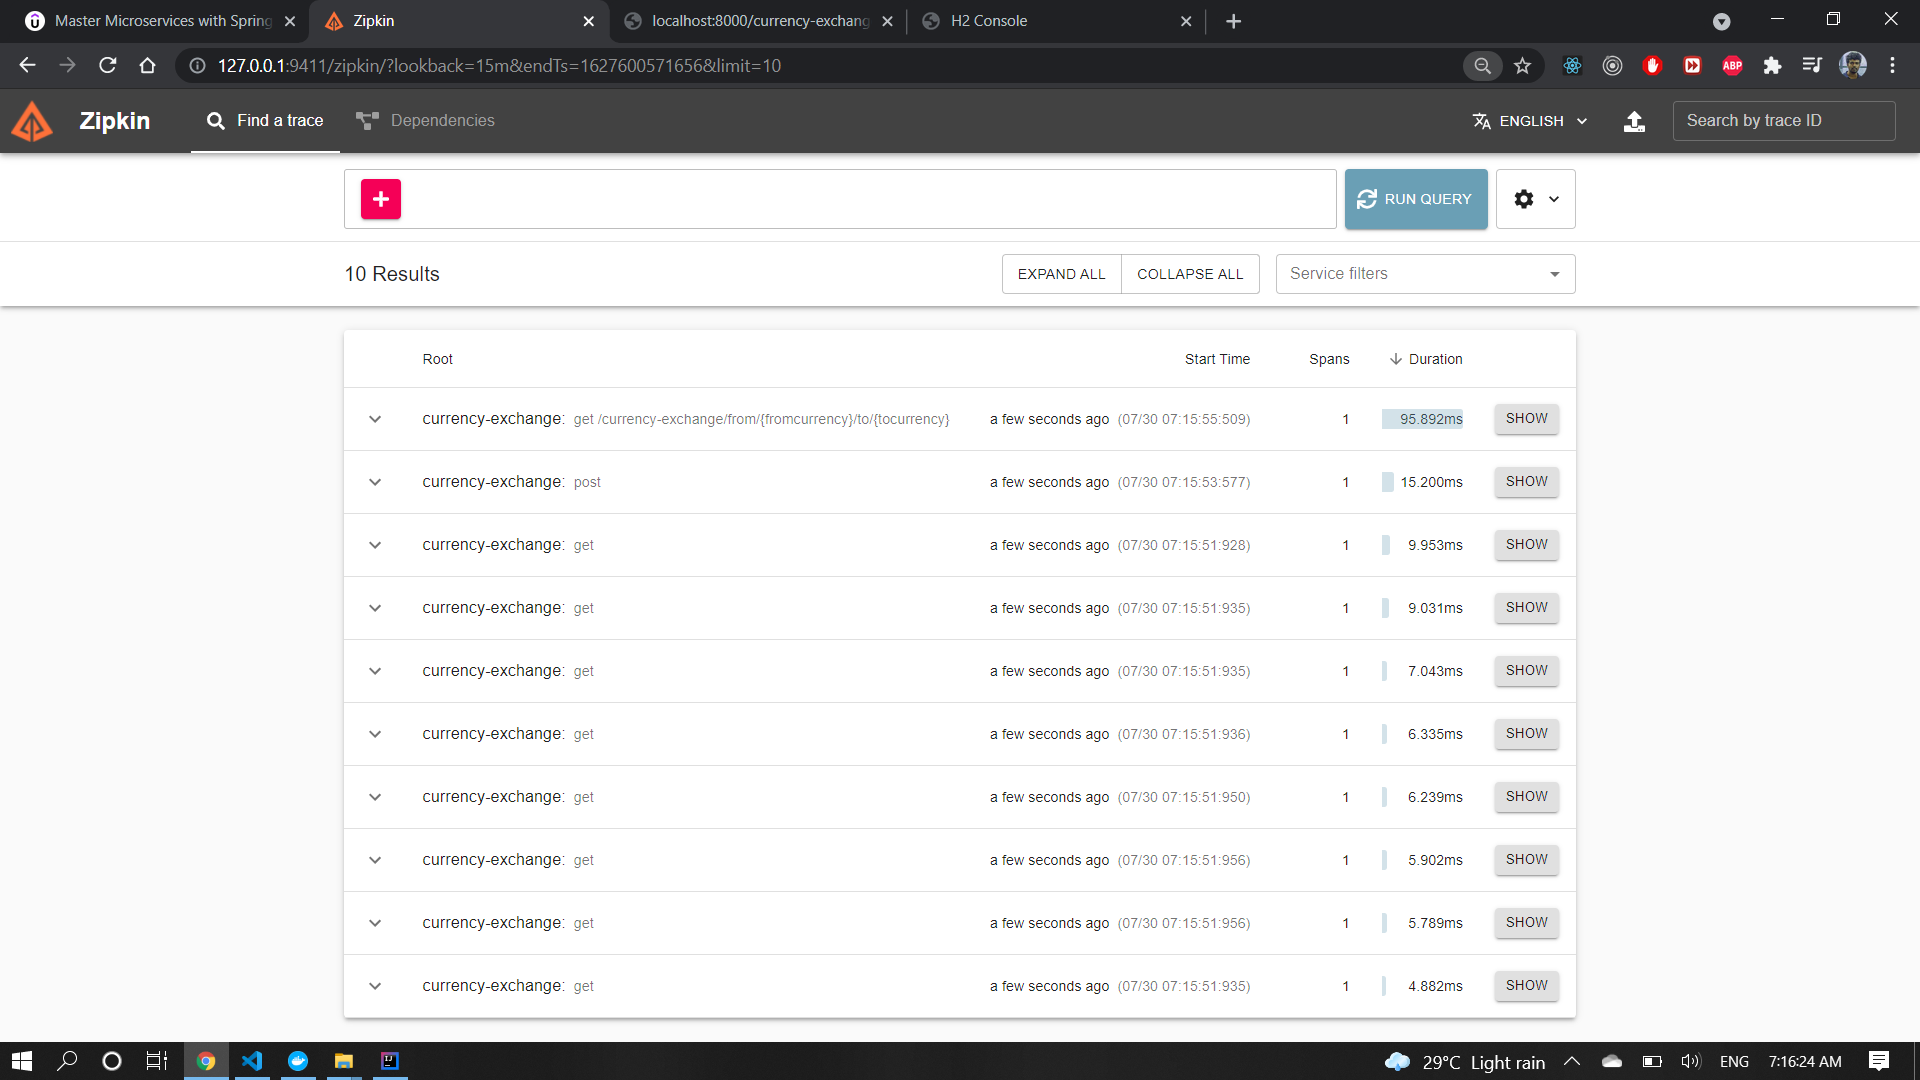 Master Microservices with Spring
Zipkin
localhost:8000/currency-exchang
H2 Console
127.0.0.1:9411/zipkin/?lookback=15m&endTs=1627600571656&limit=10
ABP
Zipkin
Find a trace
Dependencies
ENGLISH
Search by trace ID
RUN QUERY
10 Results
EXPAND ALL
COLLAPSE ALL
Service filters
Root Start Time Spans Duration
currency-exchange: get /currency-exchange/from/{fromcurrency}/to/{tocurrency} a few seconds ago (07/30 07:15:55:509) 1 95.892ms SHOW
currency-exchange: post a few seconds ago (07/30 07:15:53:577) 1 15.200ms SHOW
currency-exchange: get a few seconds ago (07/30 07:15:51:928) 1 9.953ms SHOW
currency-exchange: get a few seconds ago (07/30 07:15:51:935) 1 9.031ms SHOW
currency-exchange: get a few seconds ago (07/30 07:15:51:935) 1 7.043ms SHOW
currency-exchange: get a few seconds ago (07/30 07:15:51:936) 1 6.335ms SHOW
currency-exchange: get a few seconds ago (07/30 07:15:51:950) 1 6.239ms SHOW
currency-exchange: get a few seconds ago (07/30 07:15:51:956) 1 5.902ms SHOW
currency-exchange: get a few seconds ago (07/30 07:15:51:956) 1 5.789ms SHOW
currency-exchange: get a few seconds ago (07/30 07:15:51:935) 1 4.882ms SHOW
29°C Light rain
ENG
7:16:24 AM